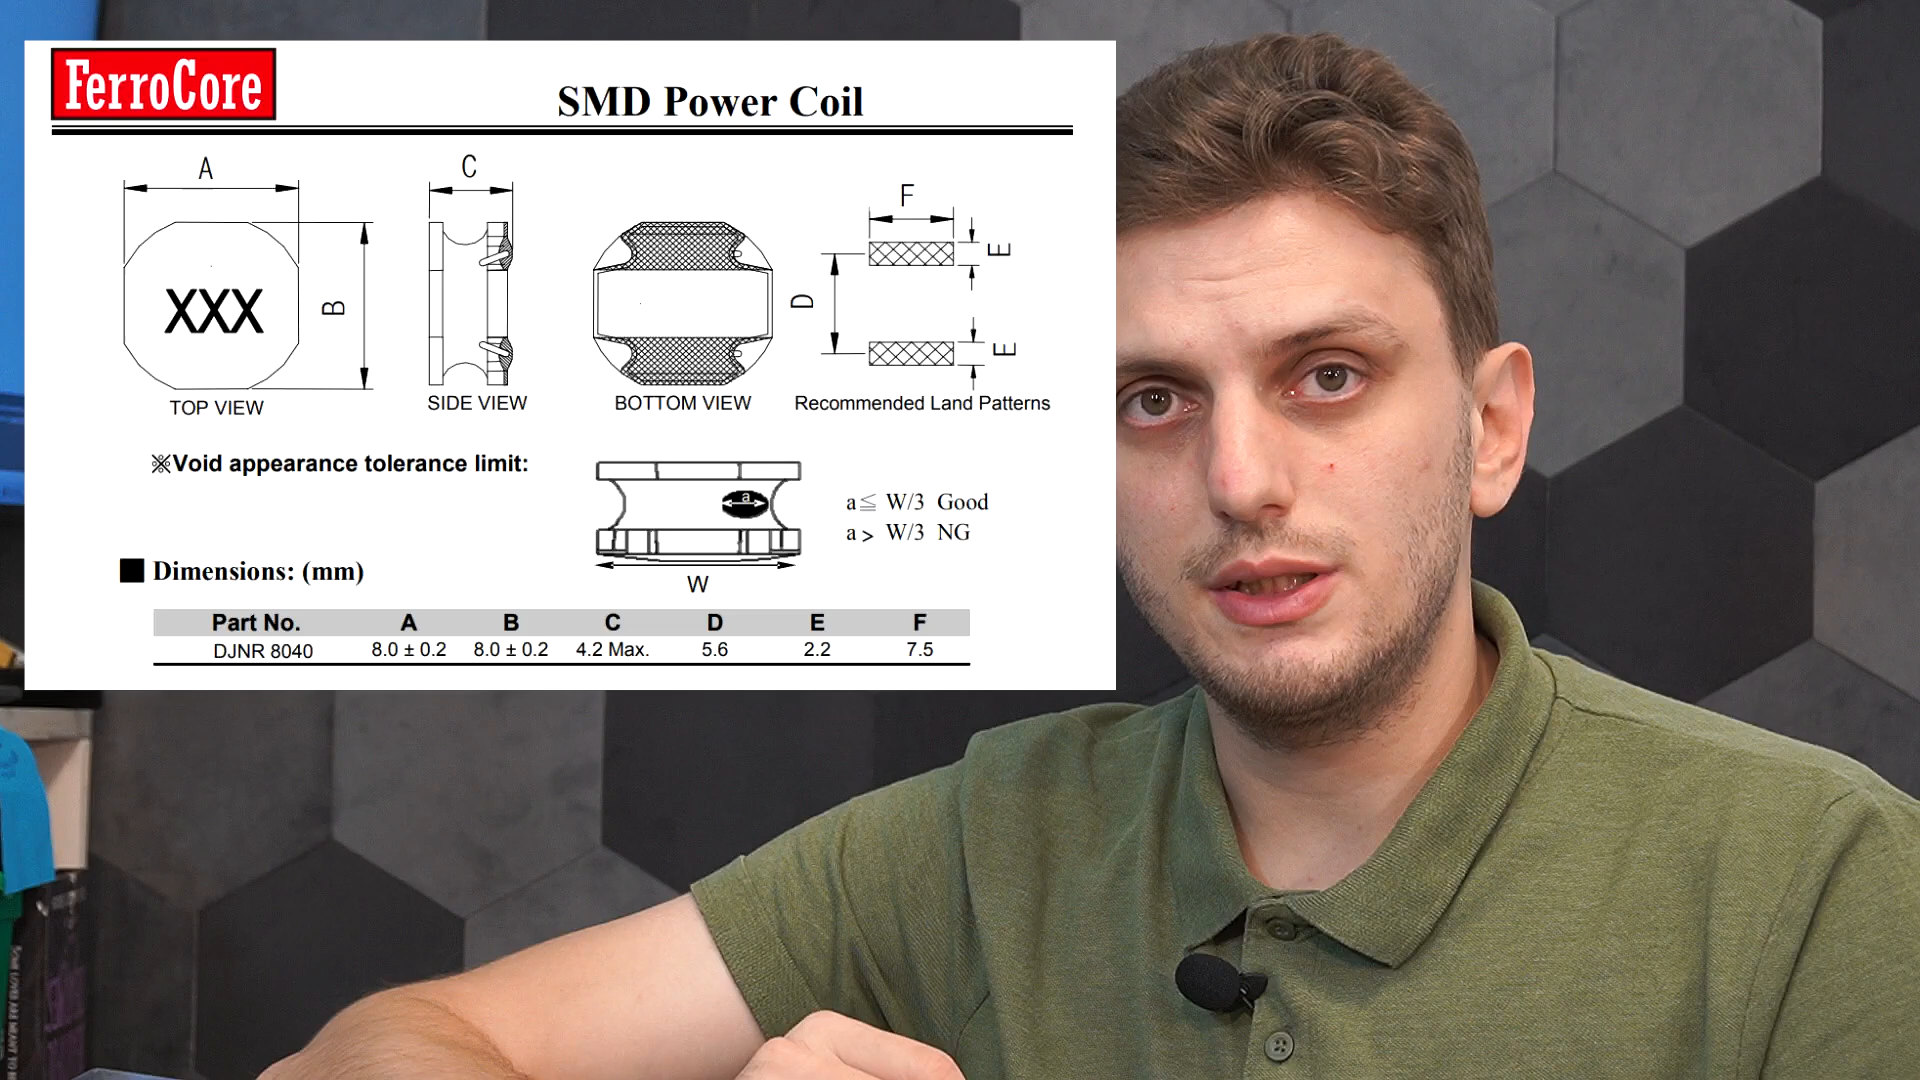 FerroCore
SMD Power Coil
A
C
F
E
B
XXX
D
E
TOP VIEW
SIDE VIEW
BOTTOM VIEW
Recommended Land Patterns
※Void appearance tolerance limit:
a
a≦ W/3 Good
a> W/3 NG
W
■ Dimensions: (mm)
Part No. A B C D E F
DJNR 8040 8.0 ± 0.2 8.0 ± 0.2 4.2 Max. 5.6 2.2 7.5